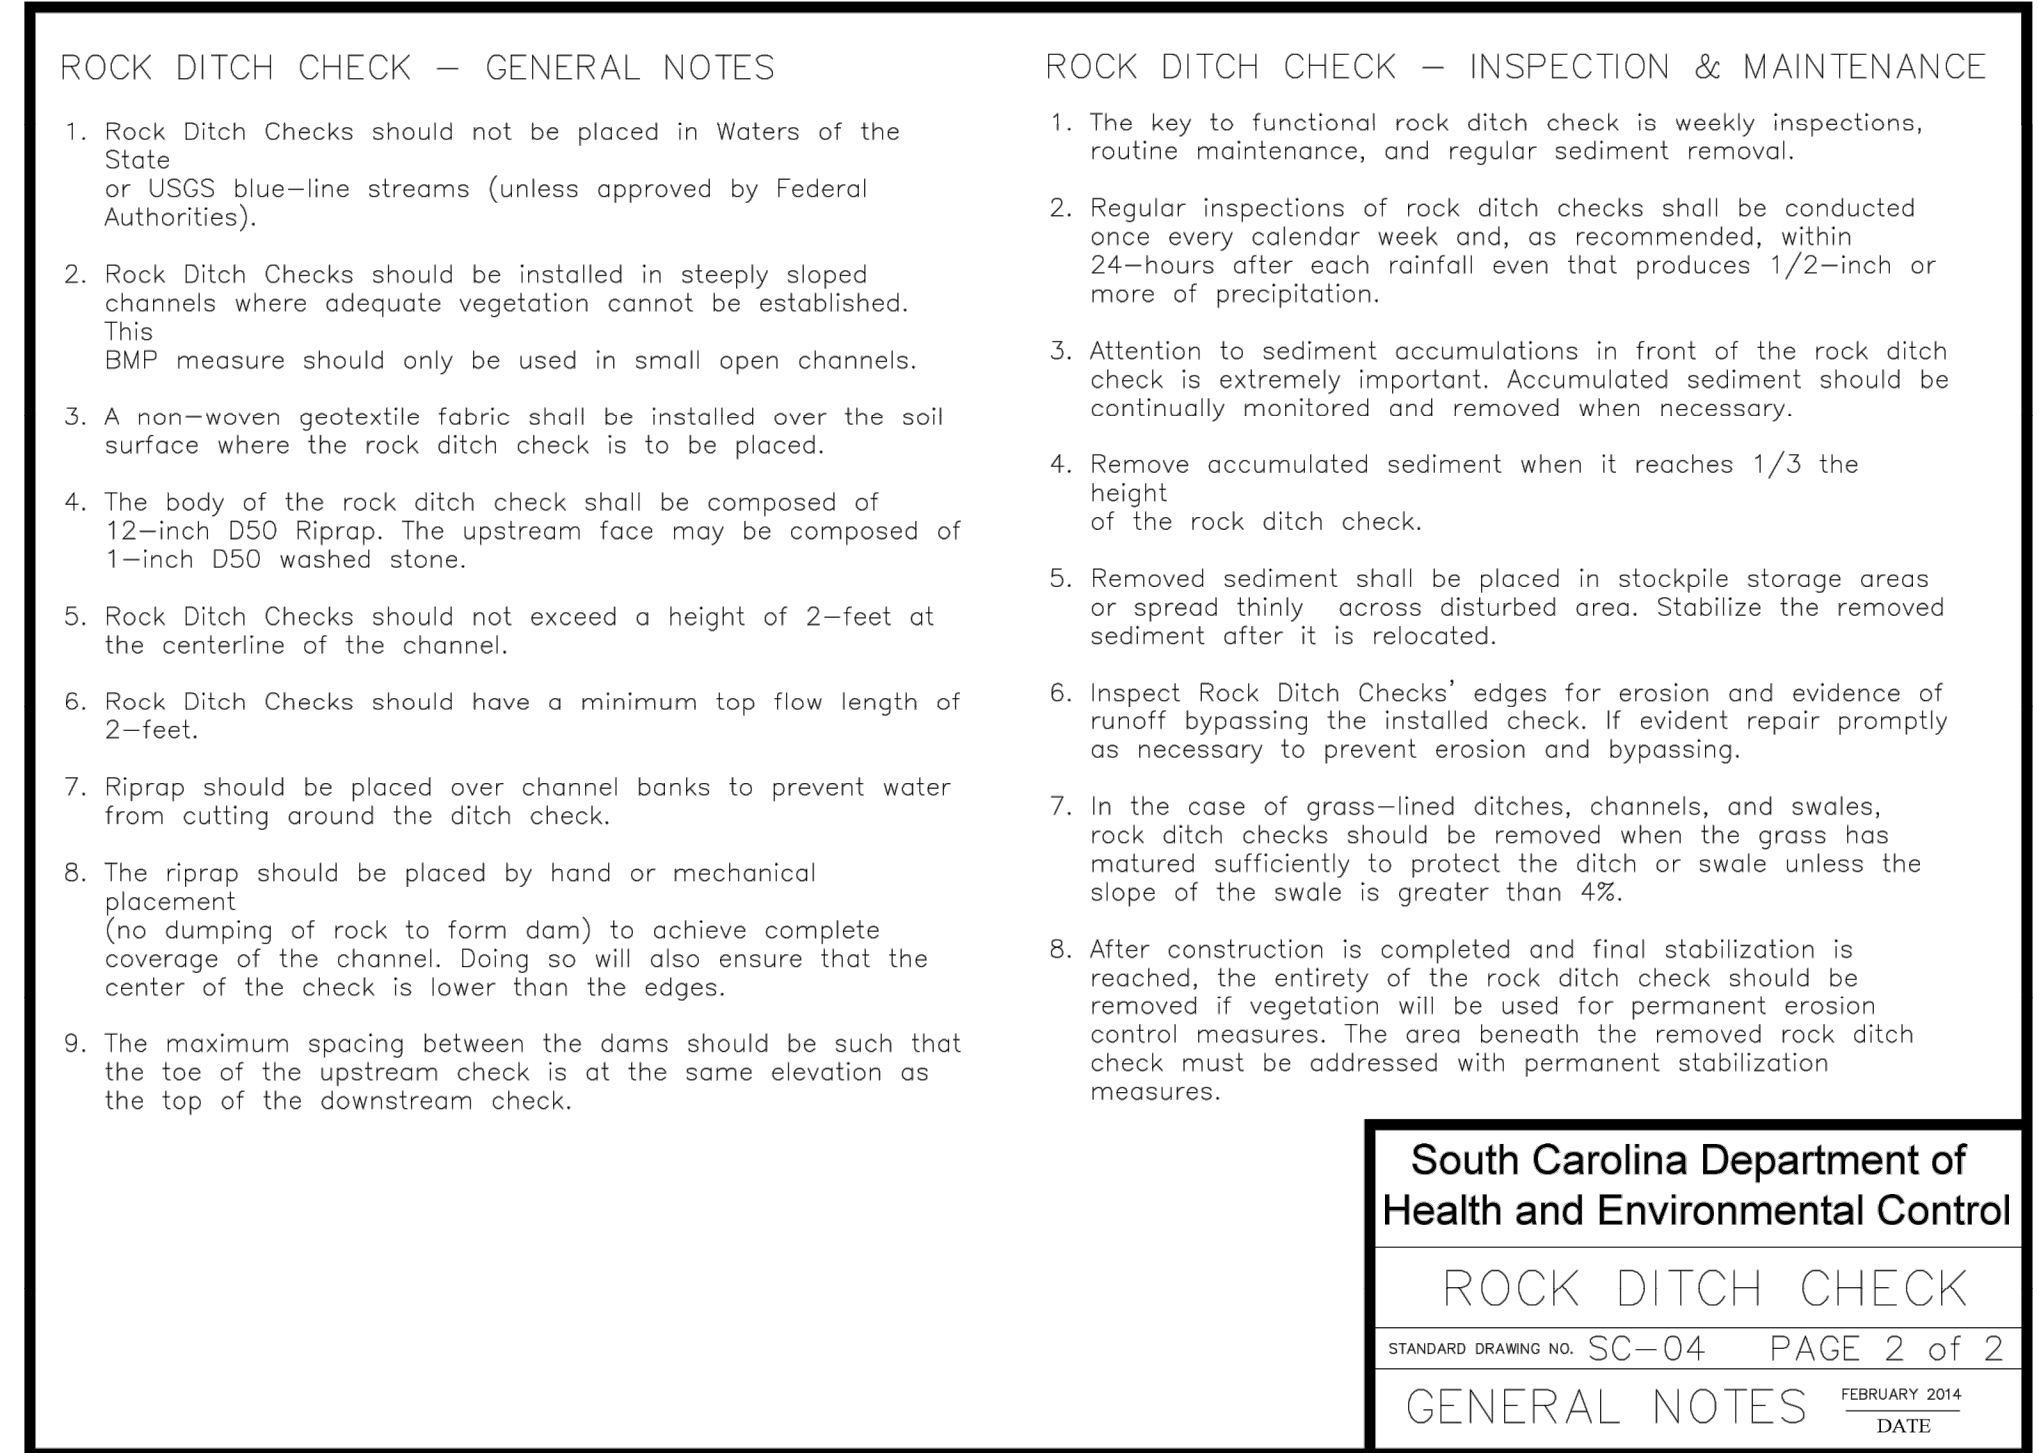 ROCK DITCH CHECK – GENERAL NOTES
1. Rock Ditch Checks should not be placed in Waters of the
State
or USGS blue–line streams (unless approved by Federal
Authorities).
2. Rock Ditch Checks should be installed in steeply sloped
channels where adequate vegetation cannot be established.
This
BMP measure should only be used in small open channels.
3. A non–woven geotextile fabric shall be installed over the soil
surface where the rock ditch check is to be placed.
4. The body of the rock ditch check shall be composed of
12–inch D50 Riprap. The upstream face may be composed of
1–inch D50 washed stone.
5. Rock Ditch Checks should not exceed a height of 2–feet at
the centerline of the channel.
6. Rock Ditch Checks should have a minimum top flow length of
2–feet.
7. Riprap should be placed over channel banks to prevent water
from cutting around the ditch check.
8. The riprap should be placed by hand or mechanical
placement
(no dumping of rock to form dam) to achieve complete
coverage of the channel. Doing so will also ensure that the
center of the check is lower than the edges.
9. The maximum spacing between the dams should be such that
the toe of the upstream check is at the same elevation as
the top of the downstream check.
ROCK DITCH CHECK – INSPECTION & MAINTENANCE
1. The key to functional rock ditch check is weekly inspections,
routine maintenance, and regular sediment removal.
2. Regular inspections of rock ditch checks shall be conducted
once every calendar week and, as recommended, within
24–hours after each rainfall even that produces 1/2–inch or
more of precipitation.
3. Attention to sediment accumulations in front of the rock ditch
check is extremely important. Accumulated sediment should be
continually monitored and removed when necessary.
4. Remove accumulated sediment when it reaches 1/3 the
height
of the rock ditch check.
5. Removed sediment shall be placed in stockpile storage areas
or spread thinly across disturbed area. Stabilize the removed
sediment after it is relocated.
6. Inspect Rock Ditch Checks' edges for erosion and evidence of
runoff bypassing the installed check. If evident repair promptly
as necessary to prevent erosion and bypassing.
7. In the case of grass–lined ditches, channels, and swales,
rock ditch checks should be removed when the grass has
matured sufficiently to protect the ditch or swale unless the
slope of the swale is greater than 4%.
8. After construction is completed and final stabilization is
reached, the entirety of the rock ditch check should be
removed if vegetation will be used for permanent erosion
control measures. The area beneath the removed rock ditch
check must be addressed with permanent stabilization
measures.
South Carolina Department of
Health and Environmental Control
ROCK DITCH CHECK
STANDARD DRAWING NO. SC–04 PAGE 2 of 2
GENERAL NOTES FEBRUARY 2014
DATE